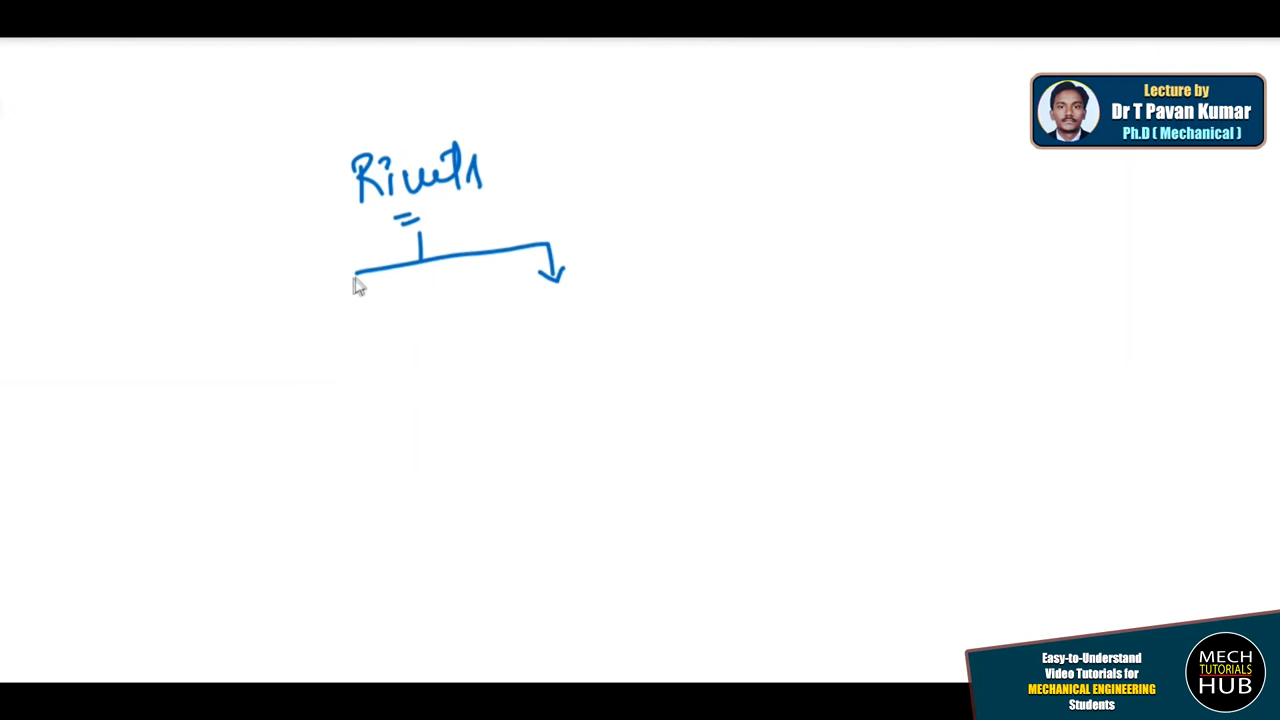 Lecture by
Dr T Pavan Kumar
Ph.D ( Mechanical )
Rivets
Easy-to-Understand
Video Tutorials for
MECHANICAL ENGINEERING
Students
MECH
TUTORIALS
HUB